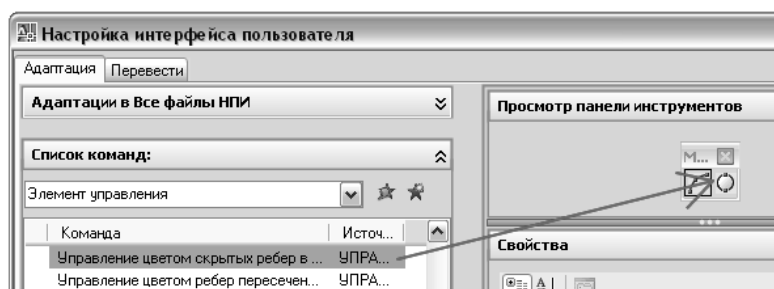 Настройка интерфейса пользователя
Адаптация Перевести
Адаптации в Все файлы НПИ
Просмотр панели инструментов
Список команд:
М...
Элемент управления
Команда Источ...
Свойства
Управление цветом скрытых ребер в ... УПРА...
Управление цветом ребер пересечен... УПРА...